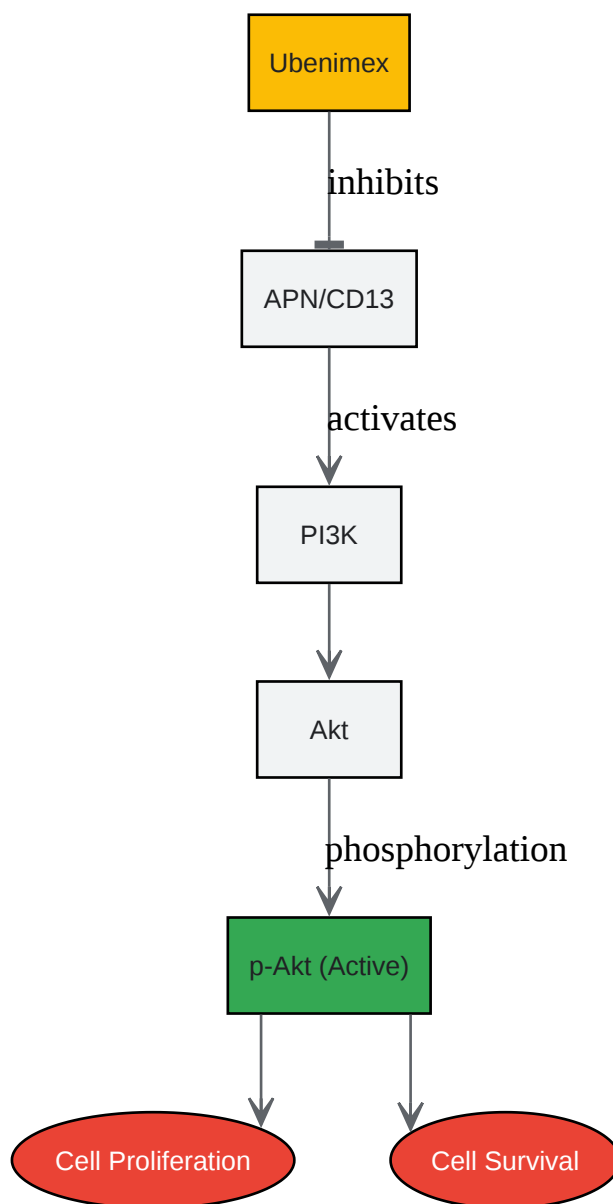 Ubenimex
inhibits
APN/CD13
activates
PI3K
Akt
phosphorylation
p-Akt (Active)
Cell Proliferation
Cell Survival